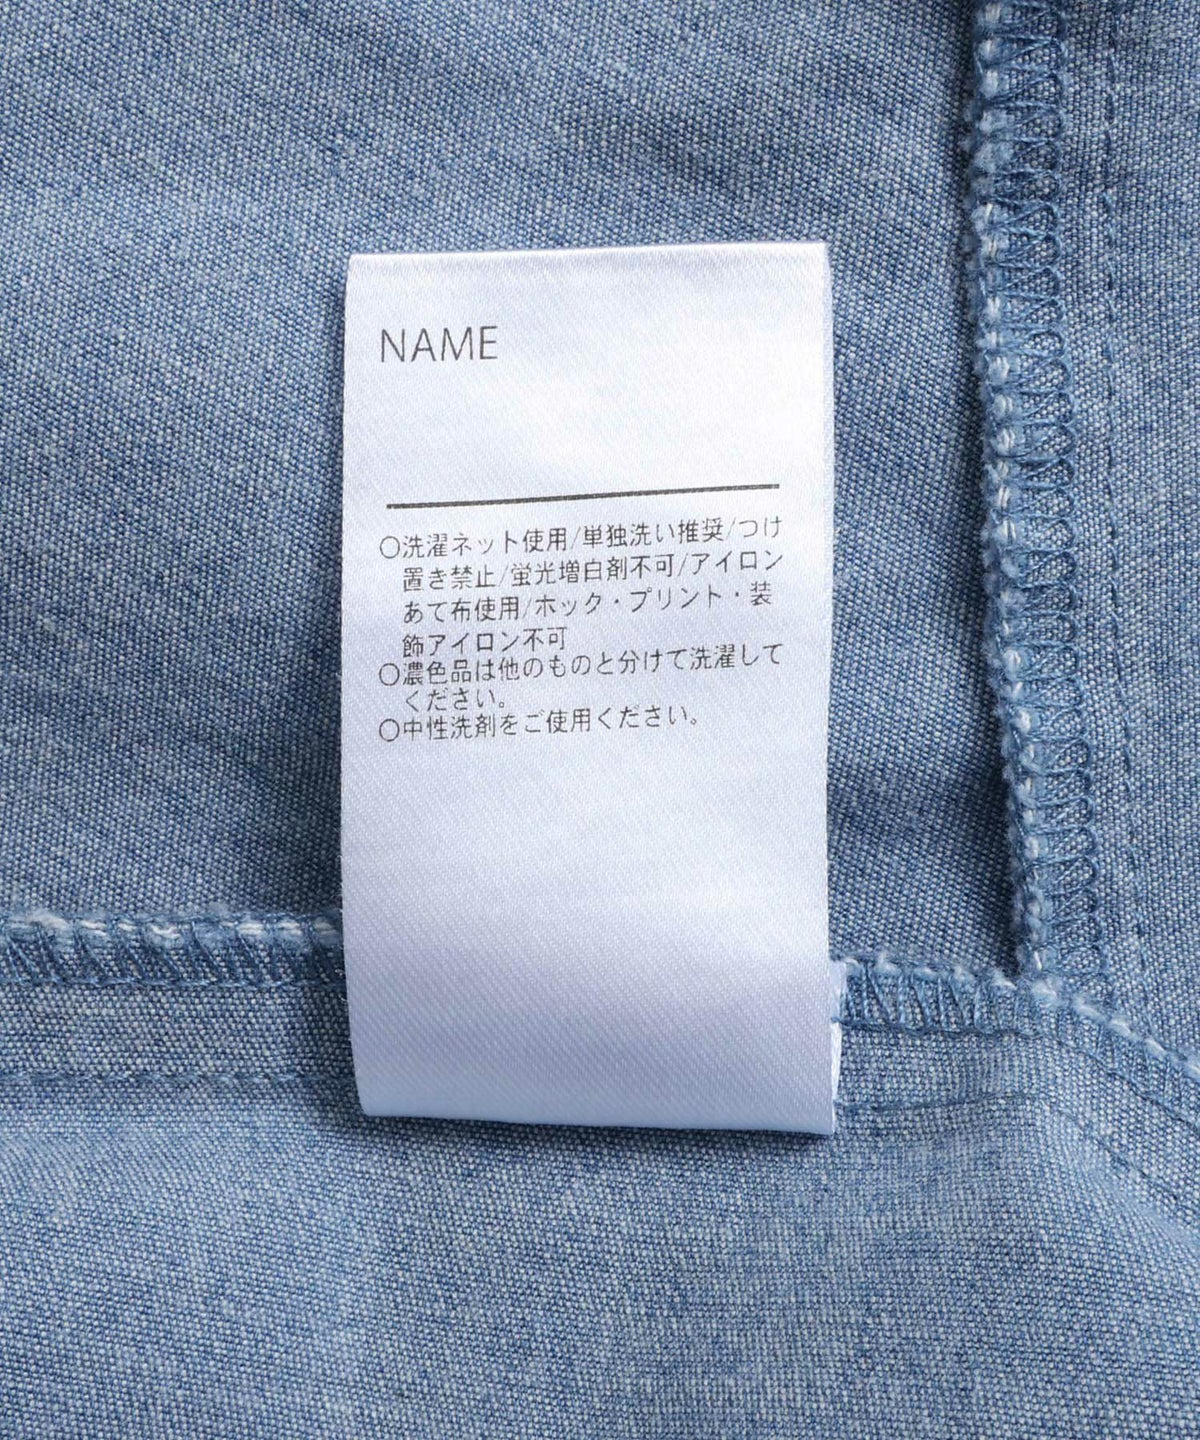 NAME
○洗濯ネット使用/単独洗い推奨/つけ
置き禁止/蛍光増白剤不可/アイロン
あて布使用/ホック・プリント・装
飾アイロン不可
○濃色品は他のものと分けて洗濯して
ください。
○中性洗剤をご使用ください。